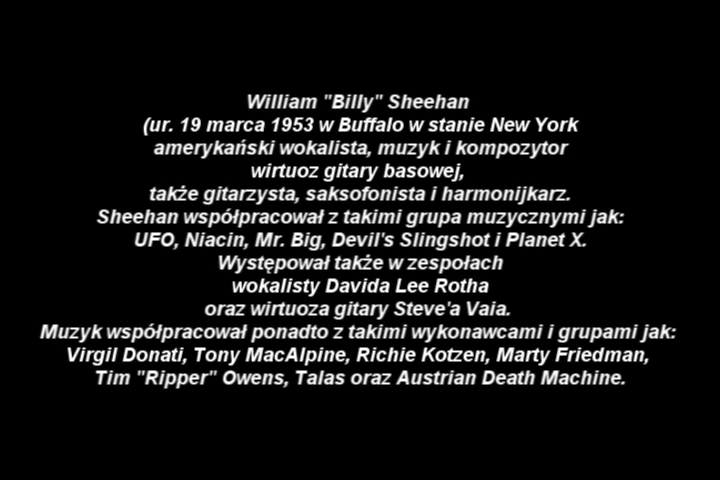 William "Billy" Sheehan
(ur. 19 marca 1953 w Buffalo w stanie New York
amerykański wokalista, muzyk i kompozytor
wirtuoz gitary basowej,
także gitarzysta, saksofonista i harmonijkarz.
Sheehan współpracował z takimi grupa muzycznymi jak:
UFO, Niacin, Mr. Big, Devil's Slingshot i Planet X.
Występował także w zespołach
wokalisty Davida Lee Rotha
oraz wirtuoza gitary Steve'a Vaia.
Muzyk współpracował ponadto z takimi wykonawcami i grupami jak:
Virgil Donati, Tony MacAlpine, Richie Kotzen, Marty Friedman,
Tim "Ripper" Owens, Talas oraz Austrian Death Machine.